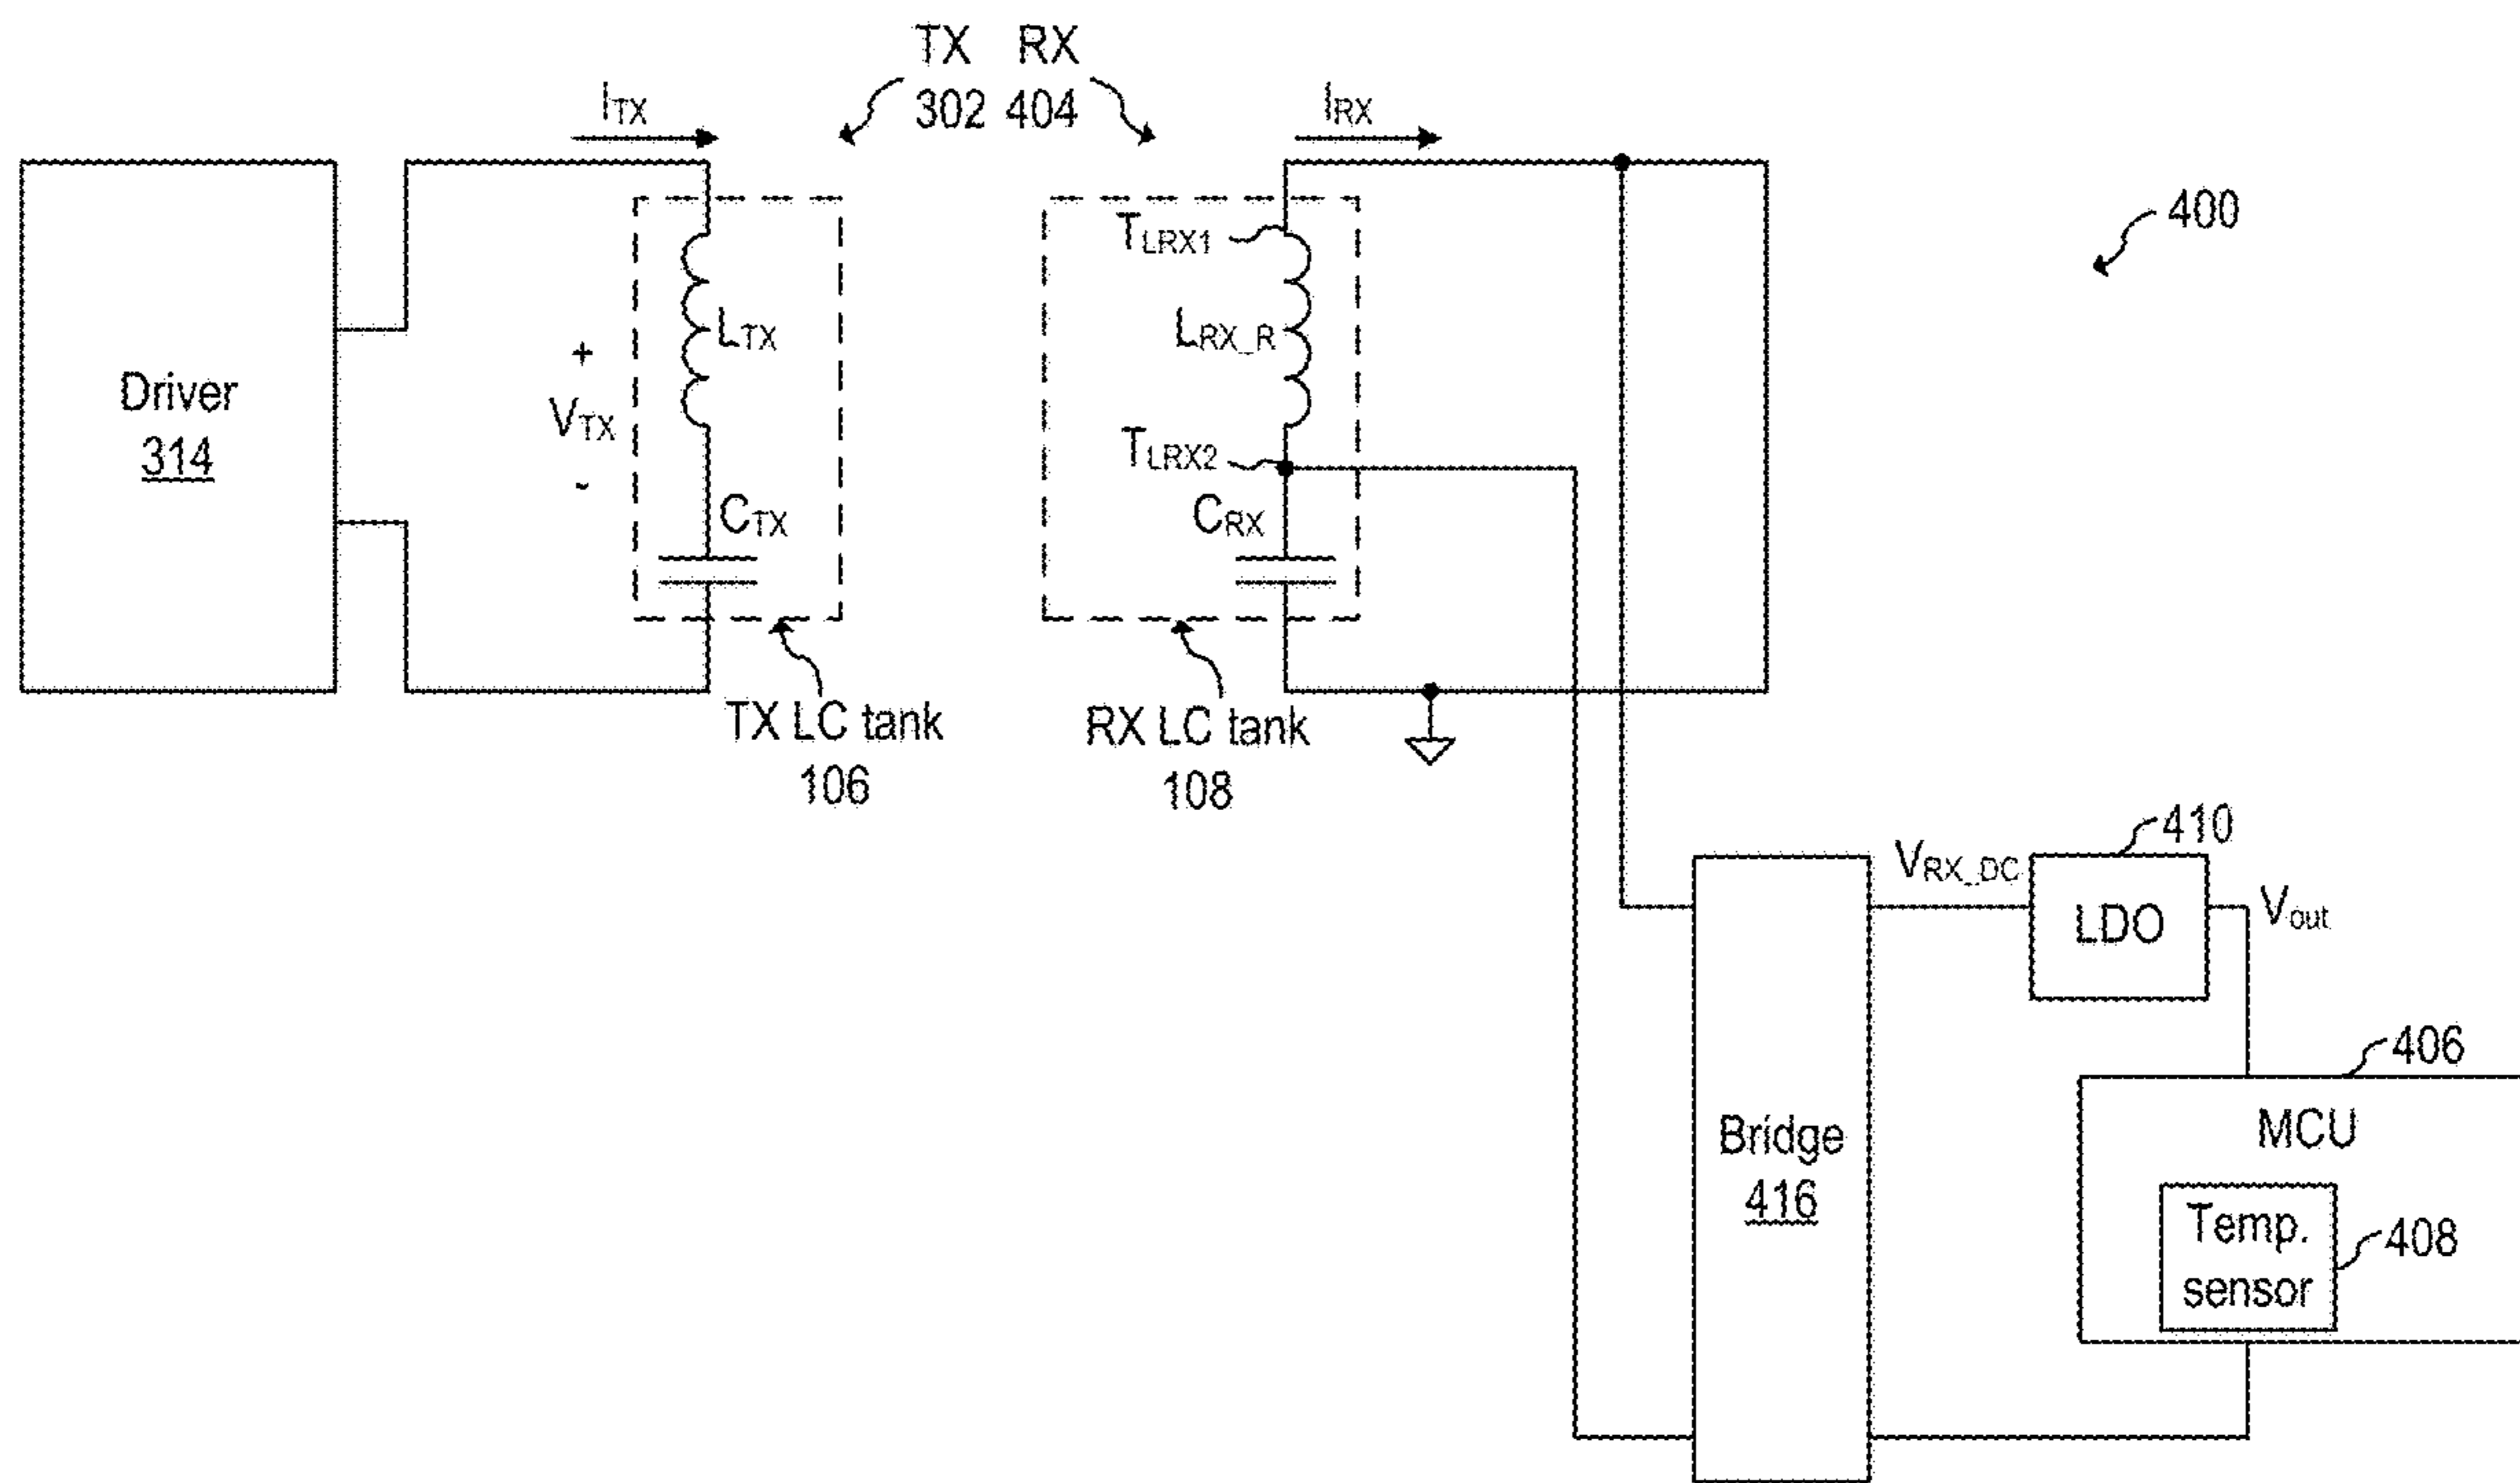 TX RX
302 404
ITX
IRX
400
TLRX1
LTX
LRX_R
+
VTX
-
Driver
314
TLRX2
CTX
CRX
TX LC tank
106
RX LC tank
108
410
VRX_DC
LDO
Vout
406
MCU
Bridge
416
Temp.
sensor
408